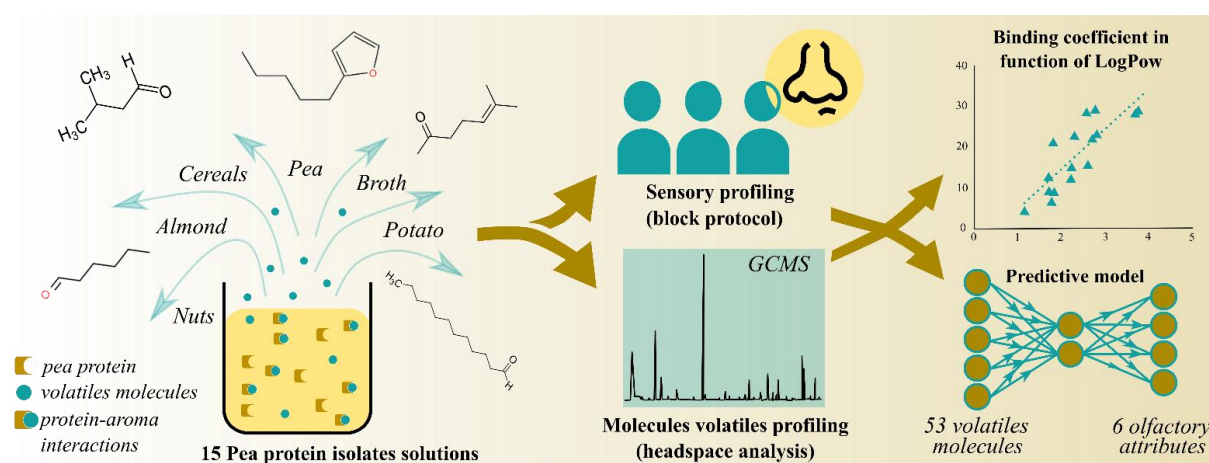 CH₃
H
O
H₃C
O
O
Cereals
Pea
Broth
Almond
Potato
O
Nuts
H₃C
O
H
pea protein
volatiles molecules
protein-aroma
interactions
15 Pea protein isolates solutions
Sensory profiling
(block protocol)
GCMS
Molecules volatiles profiling
(headspace analysis)
Binding coefficient in
function of LogPow
40
30
20
10
0
0
1
2
3
4
5
Predictive model
53 volatiles
molecules
6 olfactory
attributes